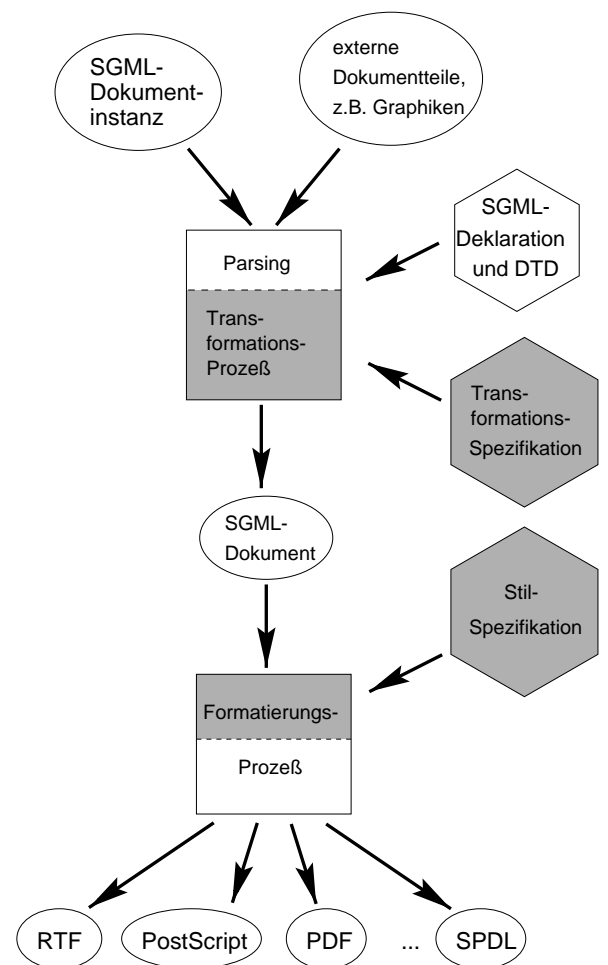 SGML-
Dokument-
instanz
externe
Dokumentteile,
z.B. Graphiken
SGML-
Deklaration
und DTD
Parsing
Trans-
formations-
Prozeß
Trans-
formations-
Spezifikation
SGML-
Dokument
Stil-
Spezifikation
Formatierungs-
Prozeß
RTF
PostScript
PDF
...
SPDL